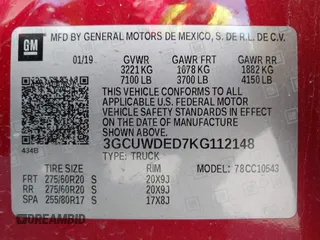 GM
MFD BY GENERAL MOTORS DE MEXICO, S. DE R.L. DE C.V.
01/19 GVWR GAWR FRT GAWR RR
3221 KG 1678 KG 1882 KG
7100 LB 3700 LB 4150 LB
THIS VEHICLE CONFORMS TO ALL APPLICABLE
U.S. FEDERAL MOTOR
VEHICLE SAFETY STANDARDS
IN EFFECT ON THE DATE OF
MANUFACTURE SHOWN ABOVE.
3GCUWDED7KG112148
434B
TYPE: TRUCK
MODEL: 78CC10543
TIRE SIZE RIM
FRT 275/60R20 S 20X9J
RR 275/60R20 S 20X9J
SPA 255/80R17 S 17X8J
DREAMBID